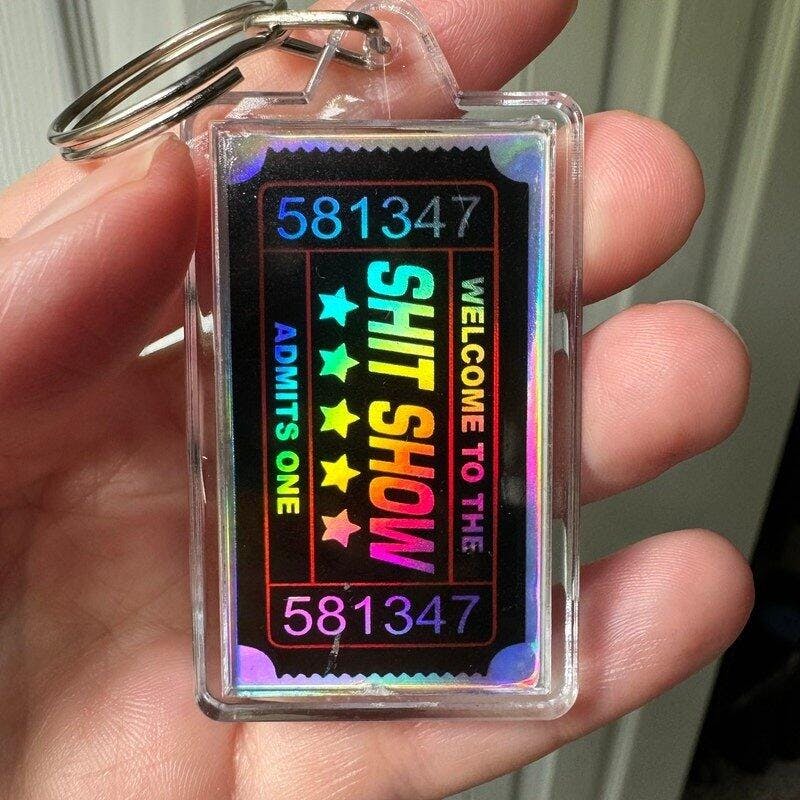 581347
WELCOME TO THE
SHIT SHOW
ADMITS ONE
581347